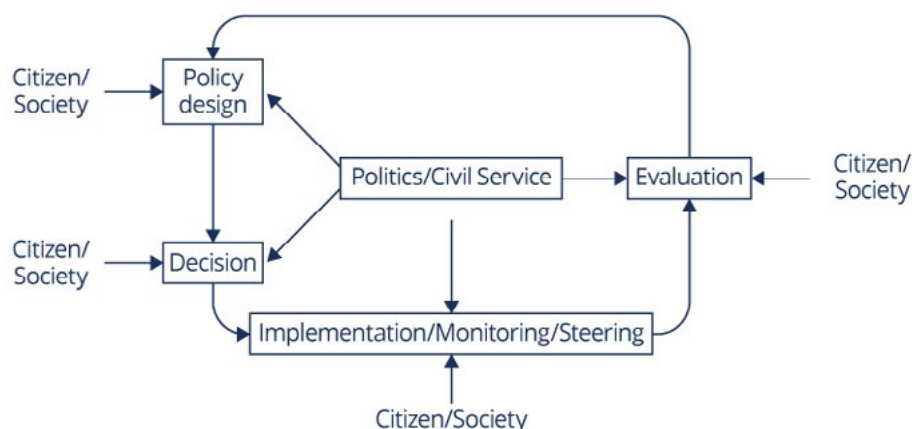 Citizen/
Society
Policy
design
Politics/Civil Service
Evaluation
Citizen/
Society
Citizen/
Society
Decision
Implementation/Monitoring/Steering
Citizen/Society